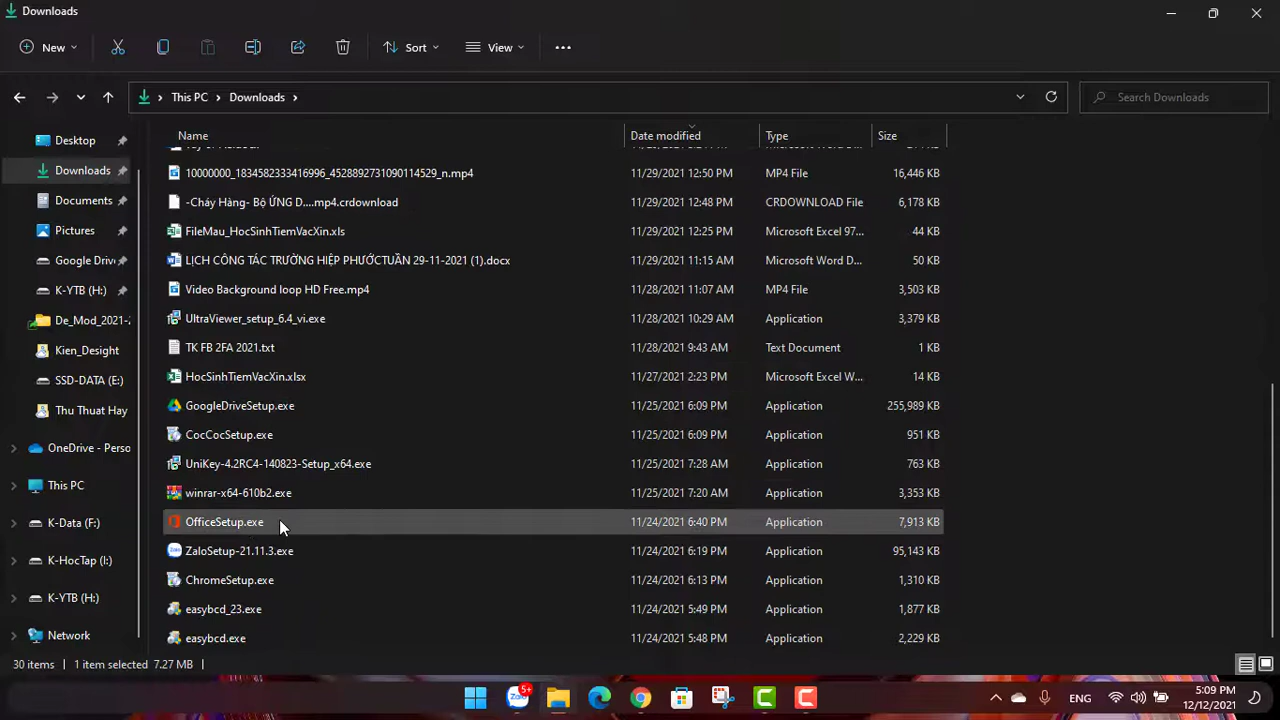 Downloads
New
Sort
View
This PC
Downloads
Search Downloads
Name
Date modified
Type
Size
Desktop
Downloads
Documents
Pictures
Google Driv
K-YTB (H:)
De_Mod_2021-2
Kien_Desight
SSD-DATA (E:)
Thu Thuat Hay
OneDrive - Perso
This PC
K-Data (F:)
K-HocTap (I:)
K-YTB (H:)
Network
10000000_1834582333416996_4528892731090114529_n.mp4 11/29/2021 12:50 PM MP4 File 16,446 KB
-Cháy Hàng- Bộ ỨNG D....mp4.crdownload 11/29/2021 12:48 PM CRDOWNLOAD File 6,178 KB
FileMau_HocSinhTiemVacXin.xls 11/29/2021 12:25 PM Microsoft Excel 97... 44 KB
LỊCH CÔNG TÁC TRƯỜNG HIỆP PHƯỚCTUẦN 29-11-2021 (1).docx 11/29/2021 11:15 AM Microsoft Word D... 50 KB
Video Background loop HD Free.mp4 11/28/2021 11:07 AM MP4 File 3,503 KB
UltraViewer_setup_6.4_vi.exe 11/28/2021 10:29 AM Application 3,379 KB
TK FB 2FA 2021.txt 11/28/2021 9:43 AM Text Document 1 KB
HocSinhTiemVacXin.xlsx 11/27/2021 2:23 PM Microsoft Excel W... 14 KB
GoogleDriveSetup.exe 11/25/2021 6:09 PM Application 255,989 KB
CocCocSetup.exe 11/25/2021 6:09 PM Application 951 KB
UniKey-4.2RC4-140823-Setup_x64.exe 11/25/2021 7:28 AM Application 763 KB
winrar-x64-610b2.exe 11/25/2021 7:20 AM Application 3,353 KB
OfficeSetup.exe 11/24/2021 6:40 PM Application 7,913 KB
ZaloSetup-21.11.3.exe 11/24/2021 6:19 PM Application 95,143 KB
ChromeSetup.exe 11/24/2021 6:13 PM Application 1,310 KB
easybcd_23.exe 11/24/2021 5:49 PM Application 1,877 KB
easybcd.exe 11/24/2021 5:48 PM Application 2,229 KB
30 items 1 item selected 7.27 MB
Zalo
5+
ENG
5:09 PM
12/12/2021